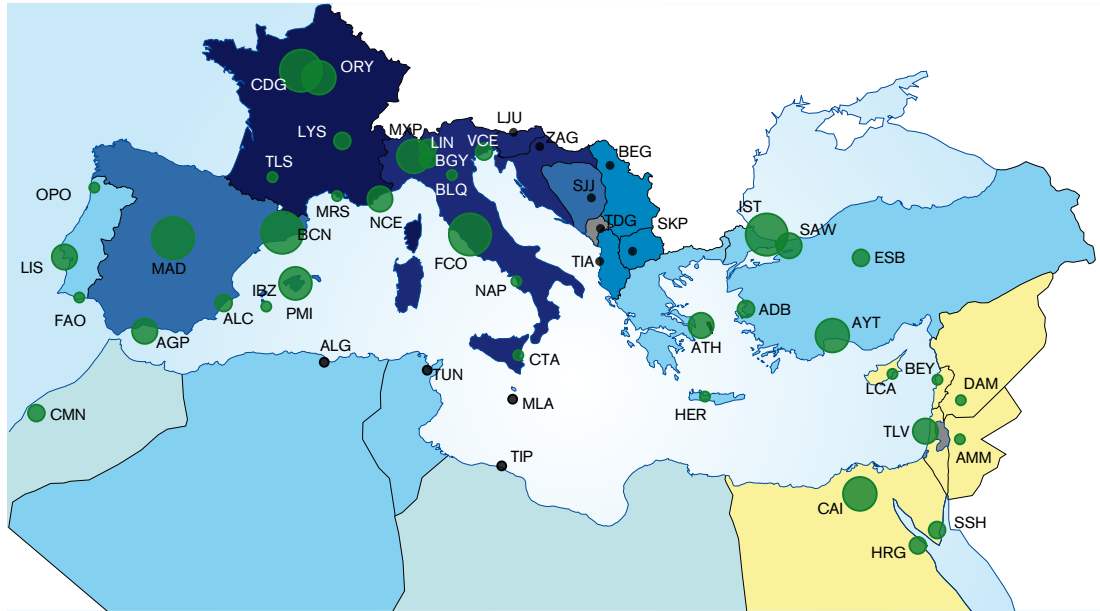 CDG
ORY
LYS
TLS
MXP
LIN
BGY
BLQ
VCE
LJU
ZAG
BEG
OPO
MRS
NCE
SJJ
TDG
SKP
IST
SAW
LIS
MAD
BCN
FCO
TIA
ESB
FAO
IBZ
PMI
ALC
NAP
ADB
AYT
AGP
ATH
ALG
CTA
TUN
BEY
LCA
DAM
CMN
MLA
HER
TLV
AMM
TIP
CAI
SSH
HRG